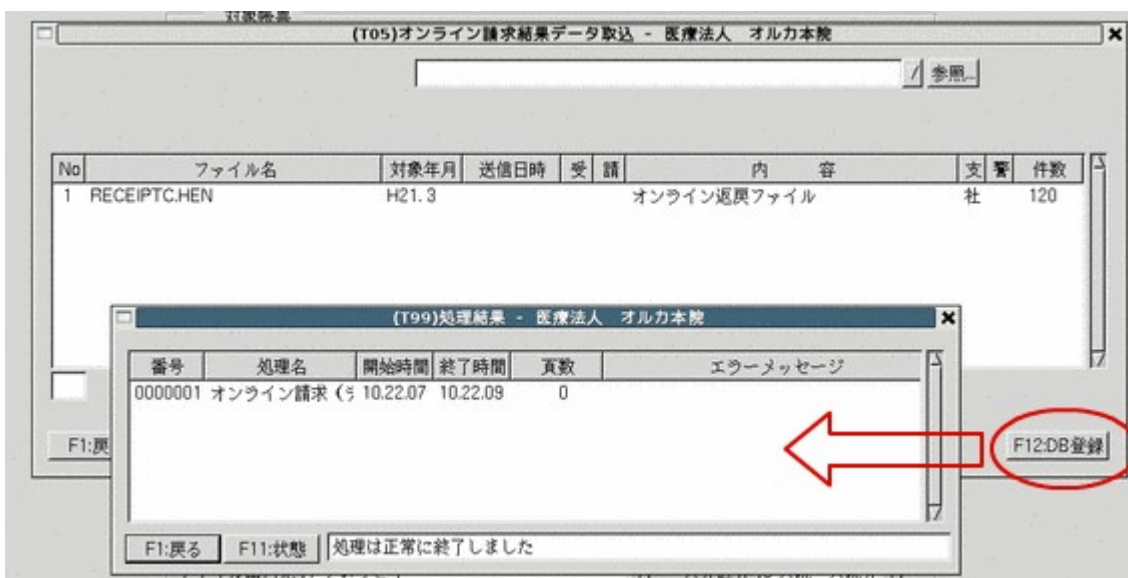 対象帳票
(T05)オンライン請求結果データ取込 - 医療法人 オルカ本院
/ 参照...
No ファイル名 対象年月 送信日時 受 請 内 容 支 警 件数
1 RECEIPTC.HEN H21. 3 オンライン返戻ファイル 社 120
(T99)処理結果 - 医療法人 オルカ本院
番号 処理名 開始時間 終了時間 頁数 エラーメッセージ
0000001 オンライン請求(デ 10.22.07 10.22.09 0
F1:戻 F12:DB登録
F1:戻る F11:状態 処理は正常に終了しました